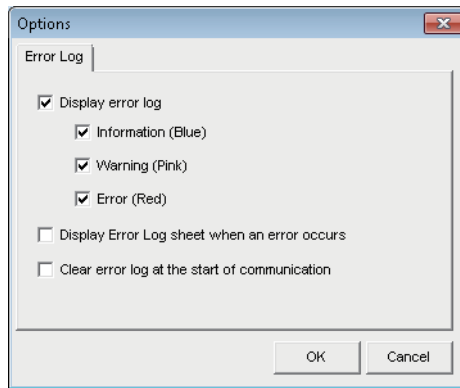 Options
Error Log
Display error log
Information (Blue)
Warning (Pink)
Error (Red)
Display Error Log sheet when an error occurs
Clear error log at the start of communication
OK Cancel